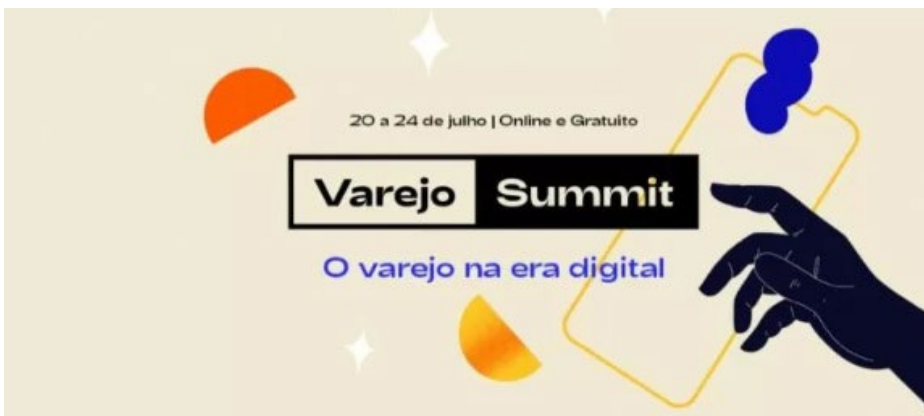 20 a 24 de julho | Online e Gratuito
Varejo Summit
O varejo na era digital